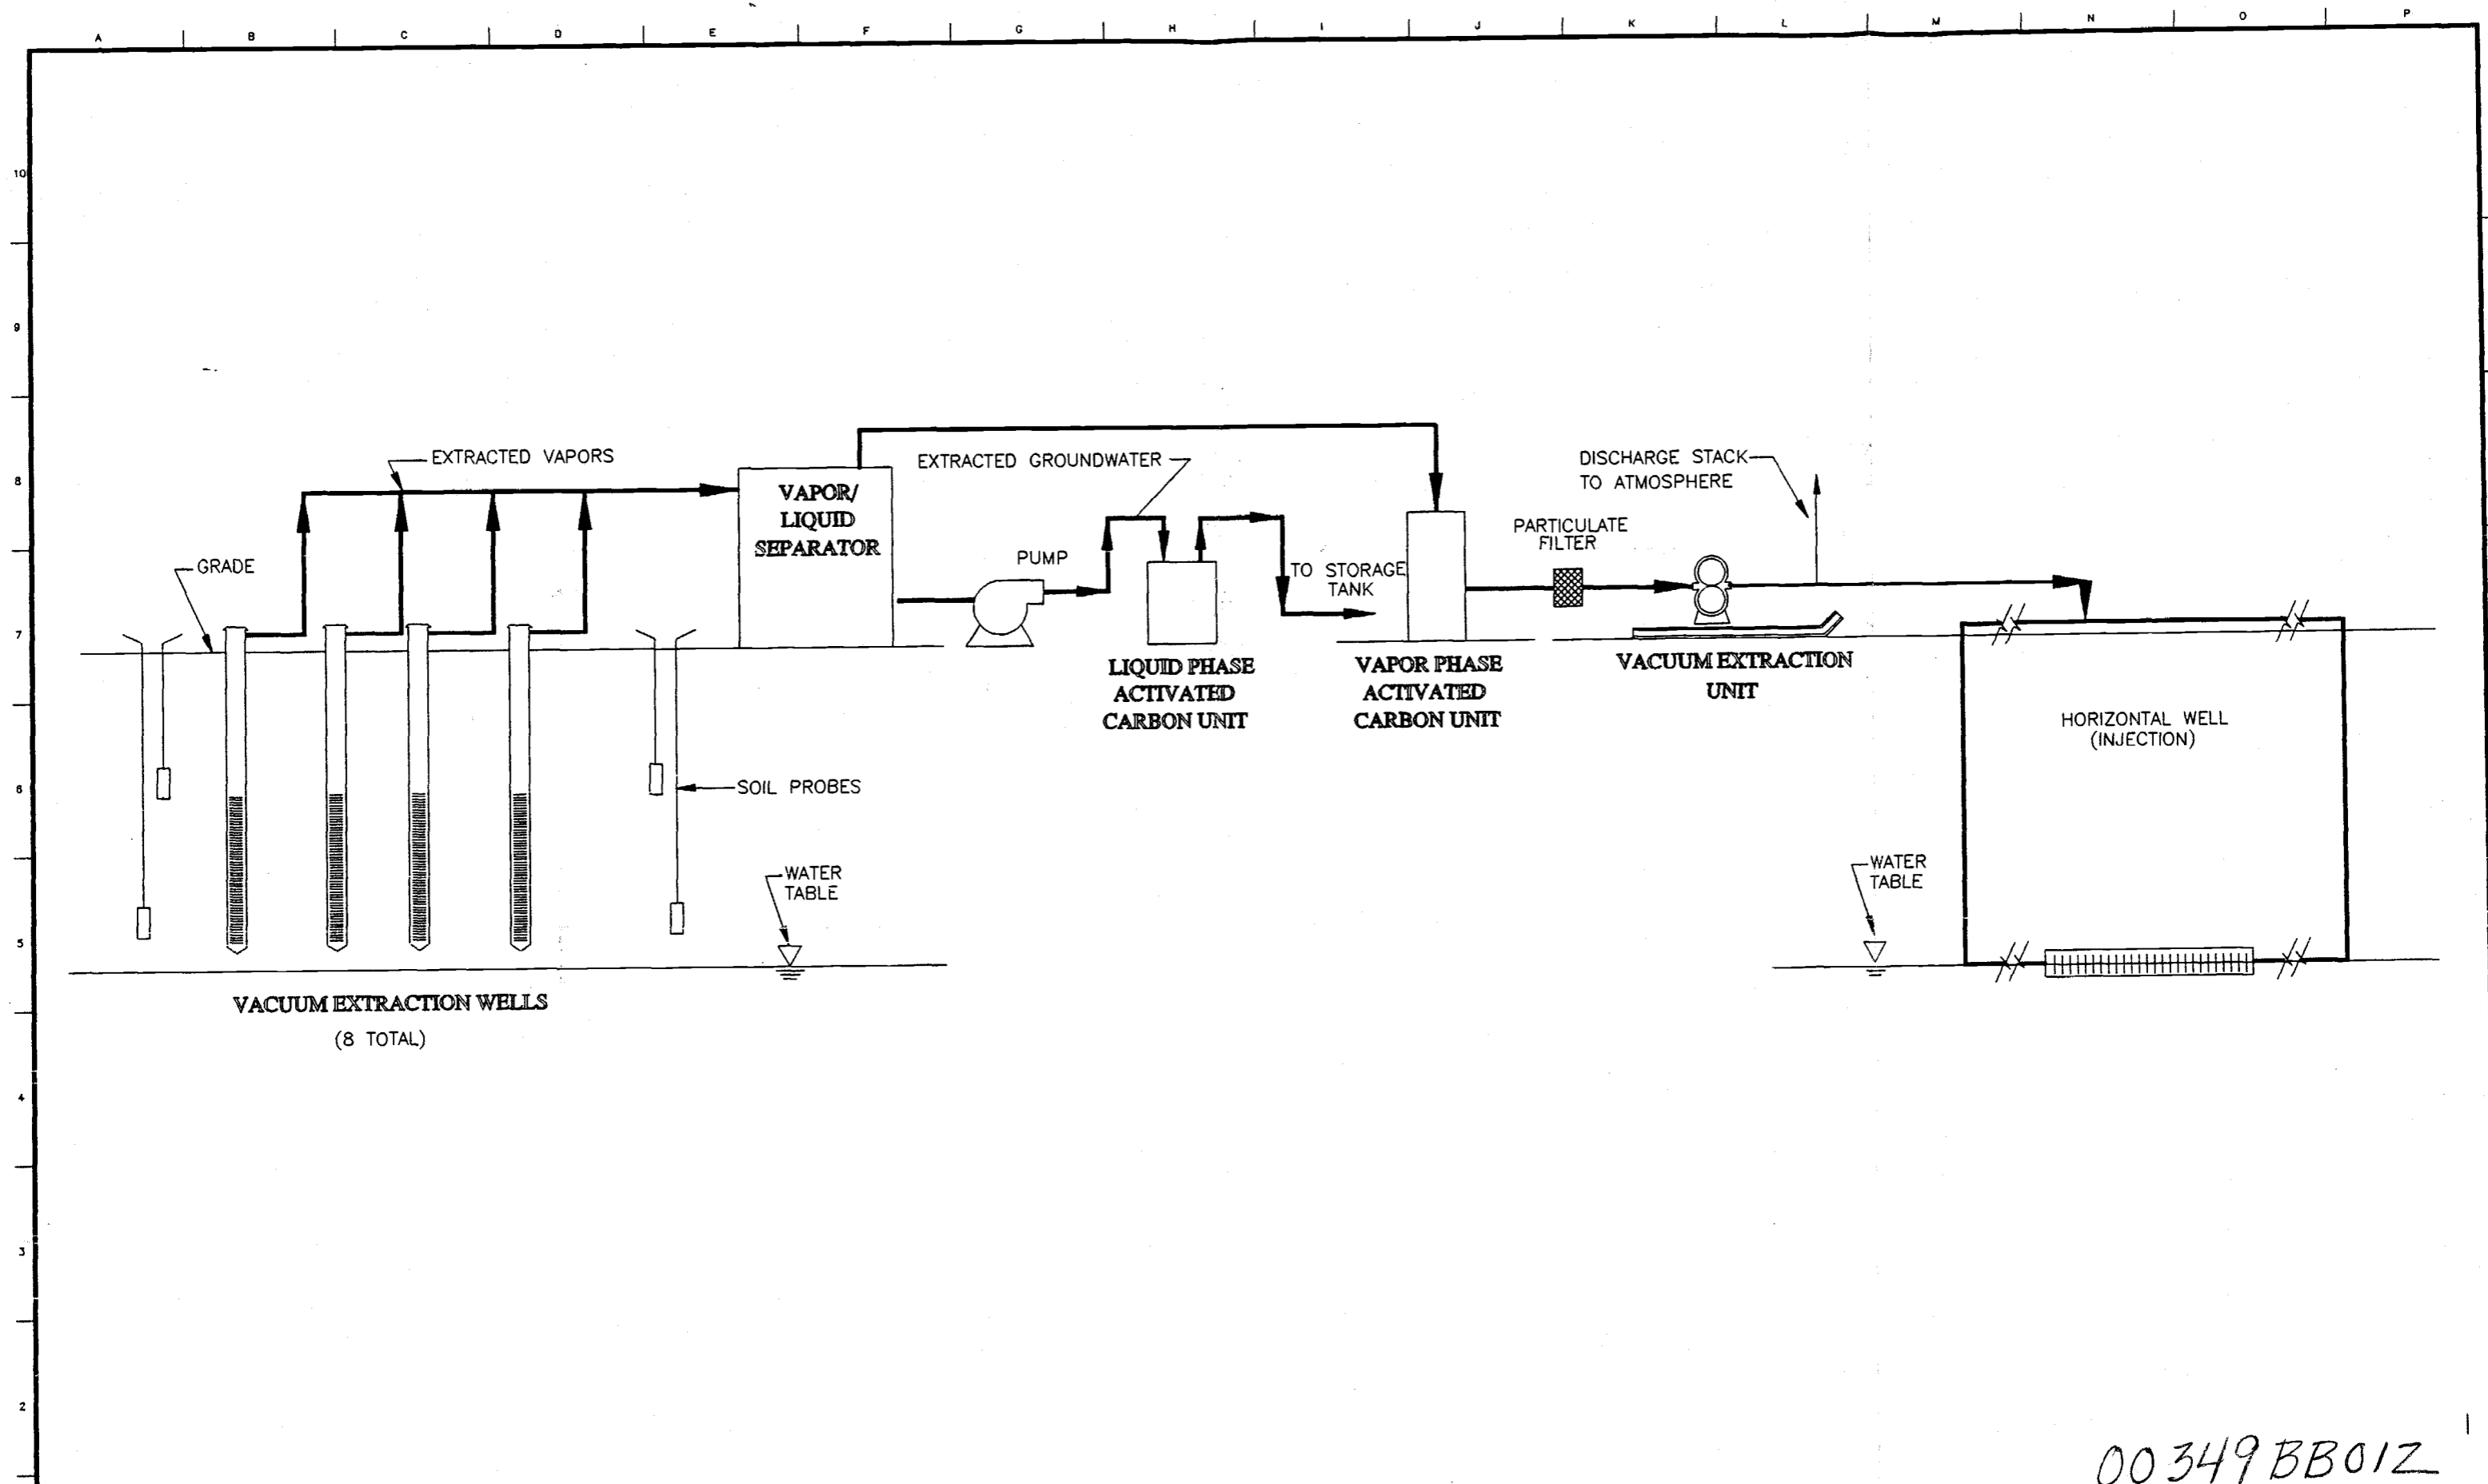 A B C D E F G H I J K L M N O P
10
9
8
7
6
5
4
3
2
EXTRACTED VAPORS
GRADE
VAPOR/
LIQUID
SEPARATOR
EXTRACTED GROUNDWATER
PUMP
TO STORAGE
TANK
DISCHARGE STACK
TO ATMOSPHERE
PARTICULATE
FILTER
LIQUID PHASE
ACTIVATED
CARBON UNIT
VAPOR PHASE
ACTIVATED
CARBON UNIT
VACUUM EXTRACTION
UNIT
HORIZONTAL WELL
(INJECTION)
SOIL PROBES
WATER
TABLE
WATER
TABLE
VACUUM EXTRACTION WELLS
(8 TOTAL)
00349BB01Z